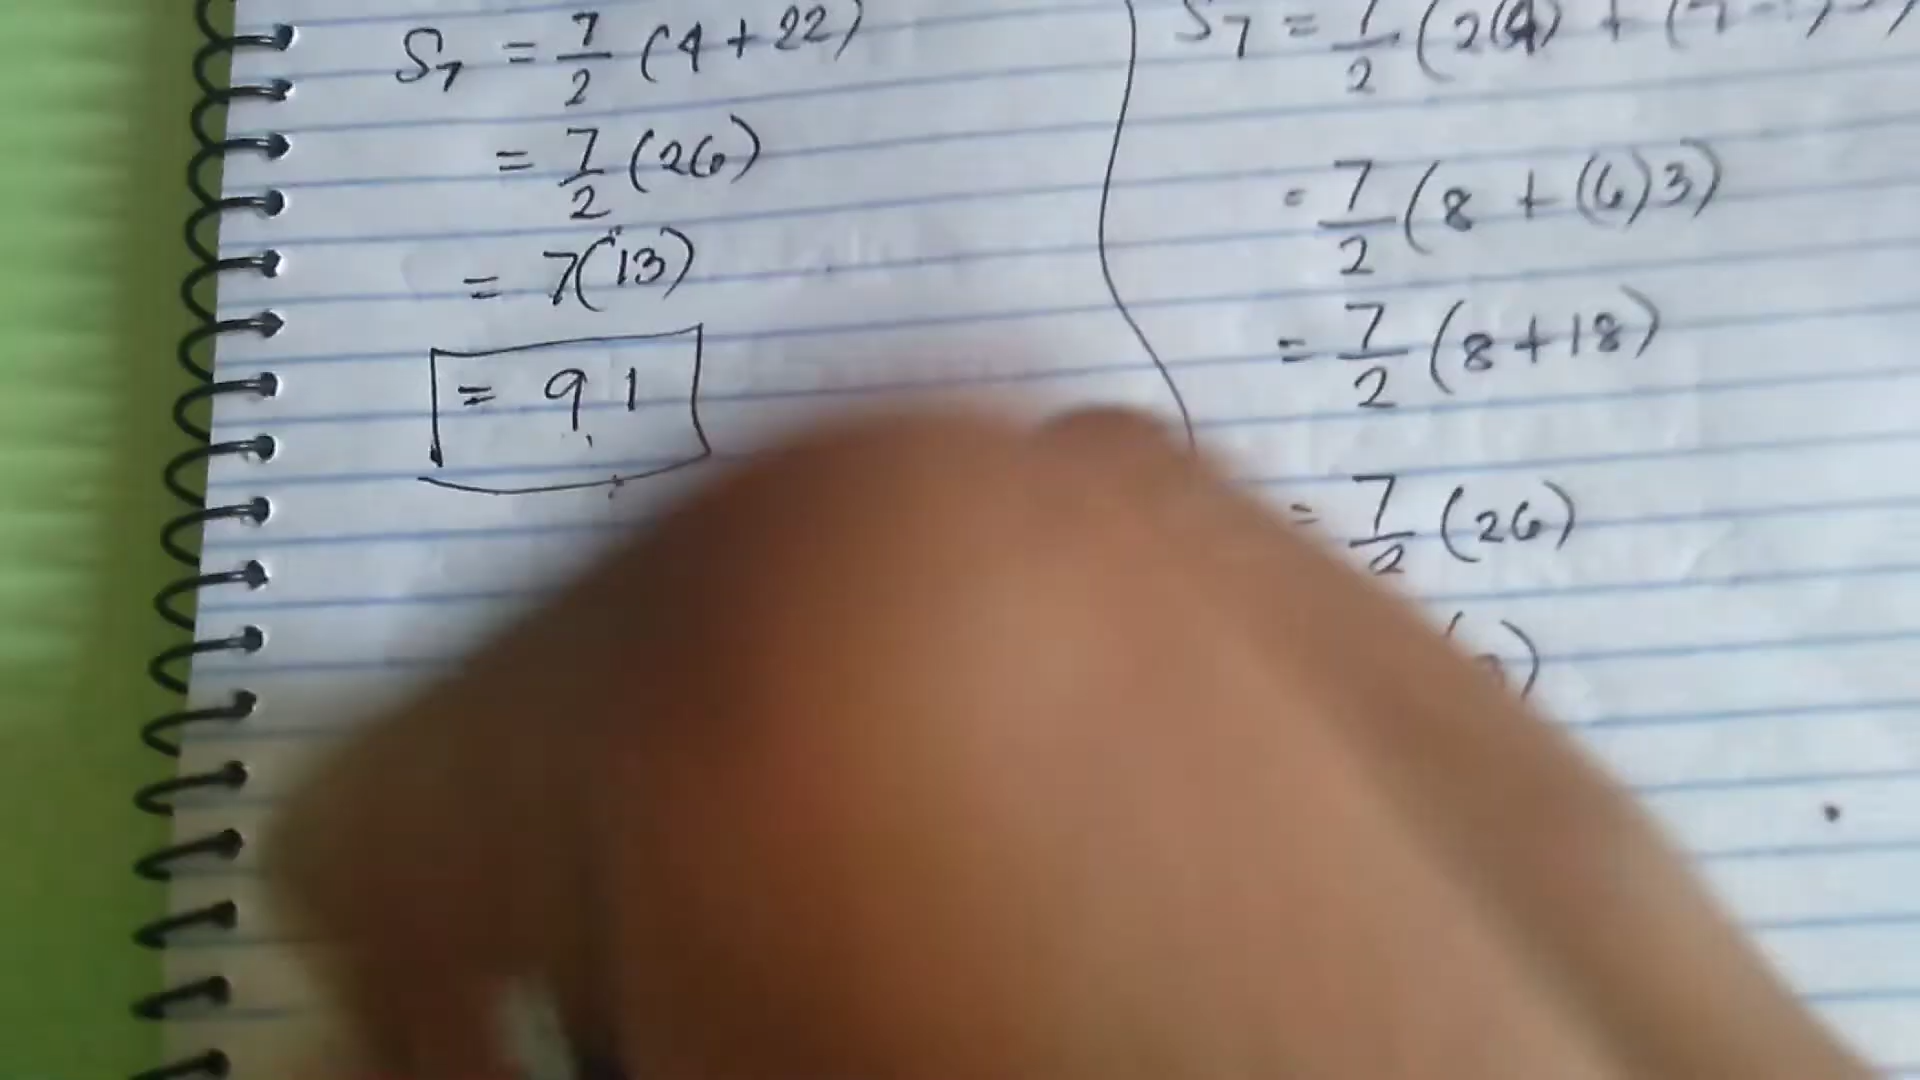 S₇ = 7/2 (4 + 22)
= 7/2 (26)
= 7(13)
= 91
S₇ = 7/2 (2(4) + (7
= 7/2 (8 + (6)3)
= 7/2 (8 + 18)
= 7/2 (26)
)